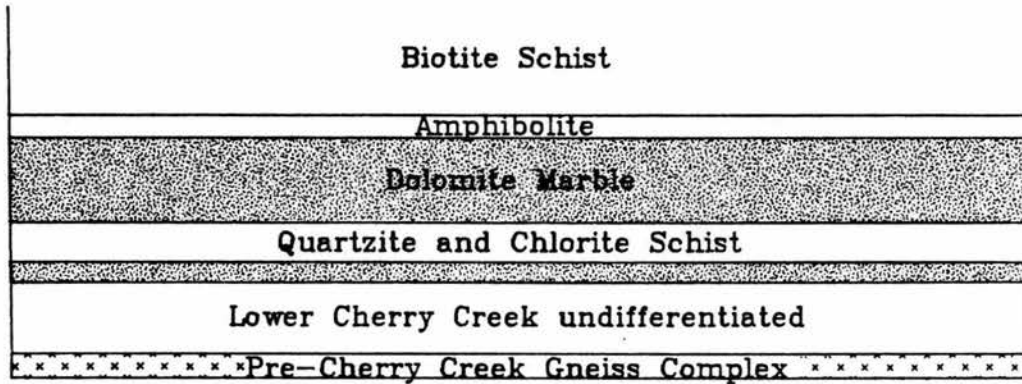 Biotite Schist
Amphibolite
Dolomite Marble
Quartzite and Chlorite Schist
Lower Cherry Creek undifferentiated
Pre-Cherry Creek Gneiss Complex